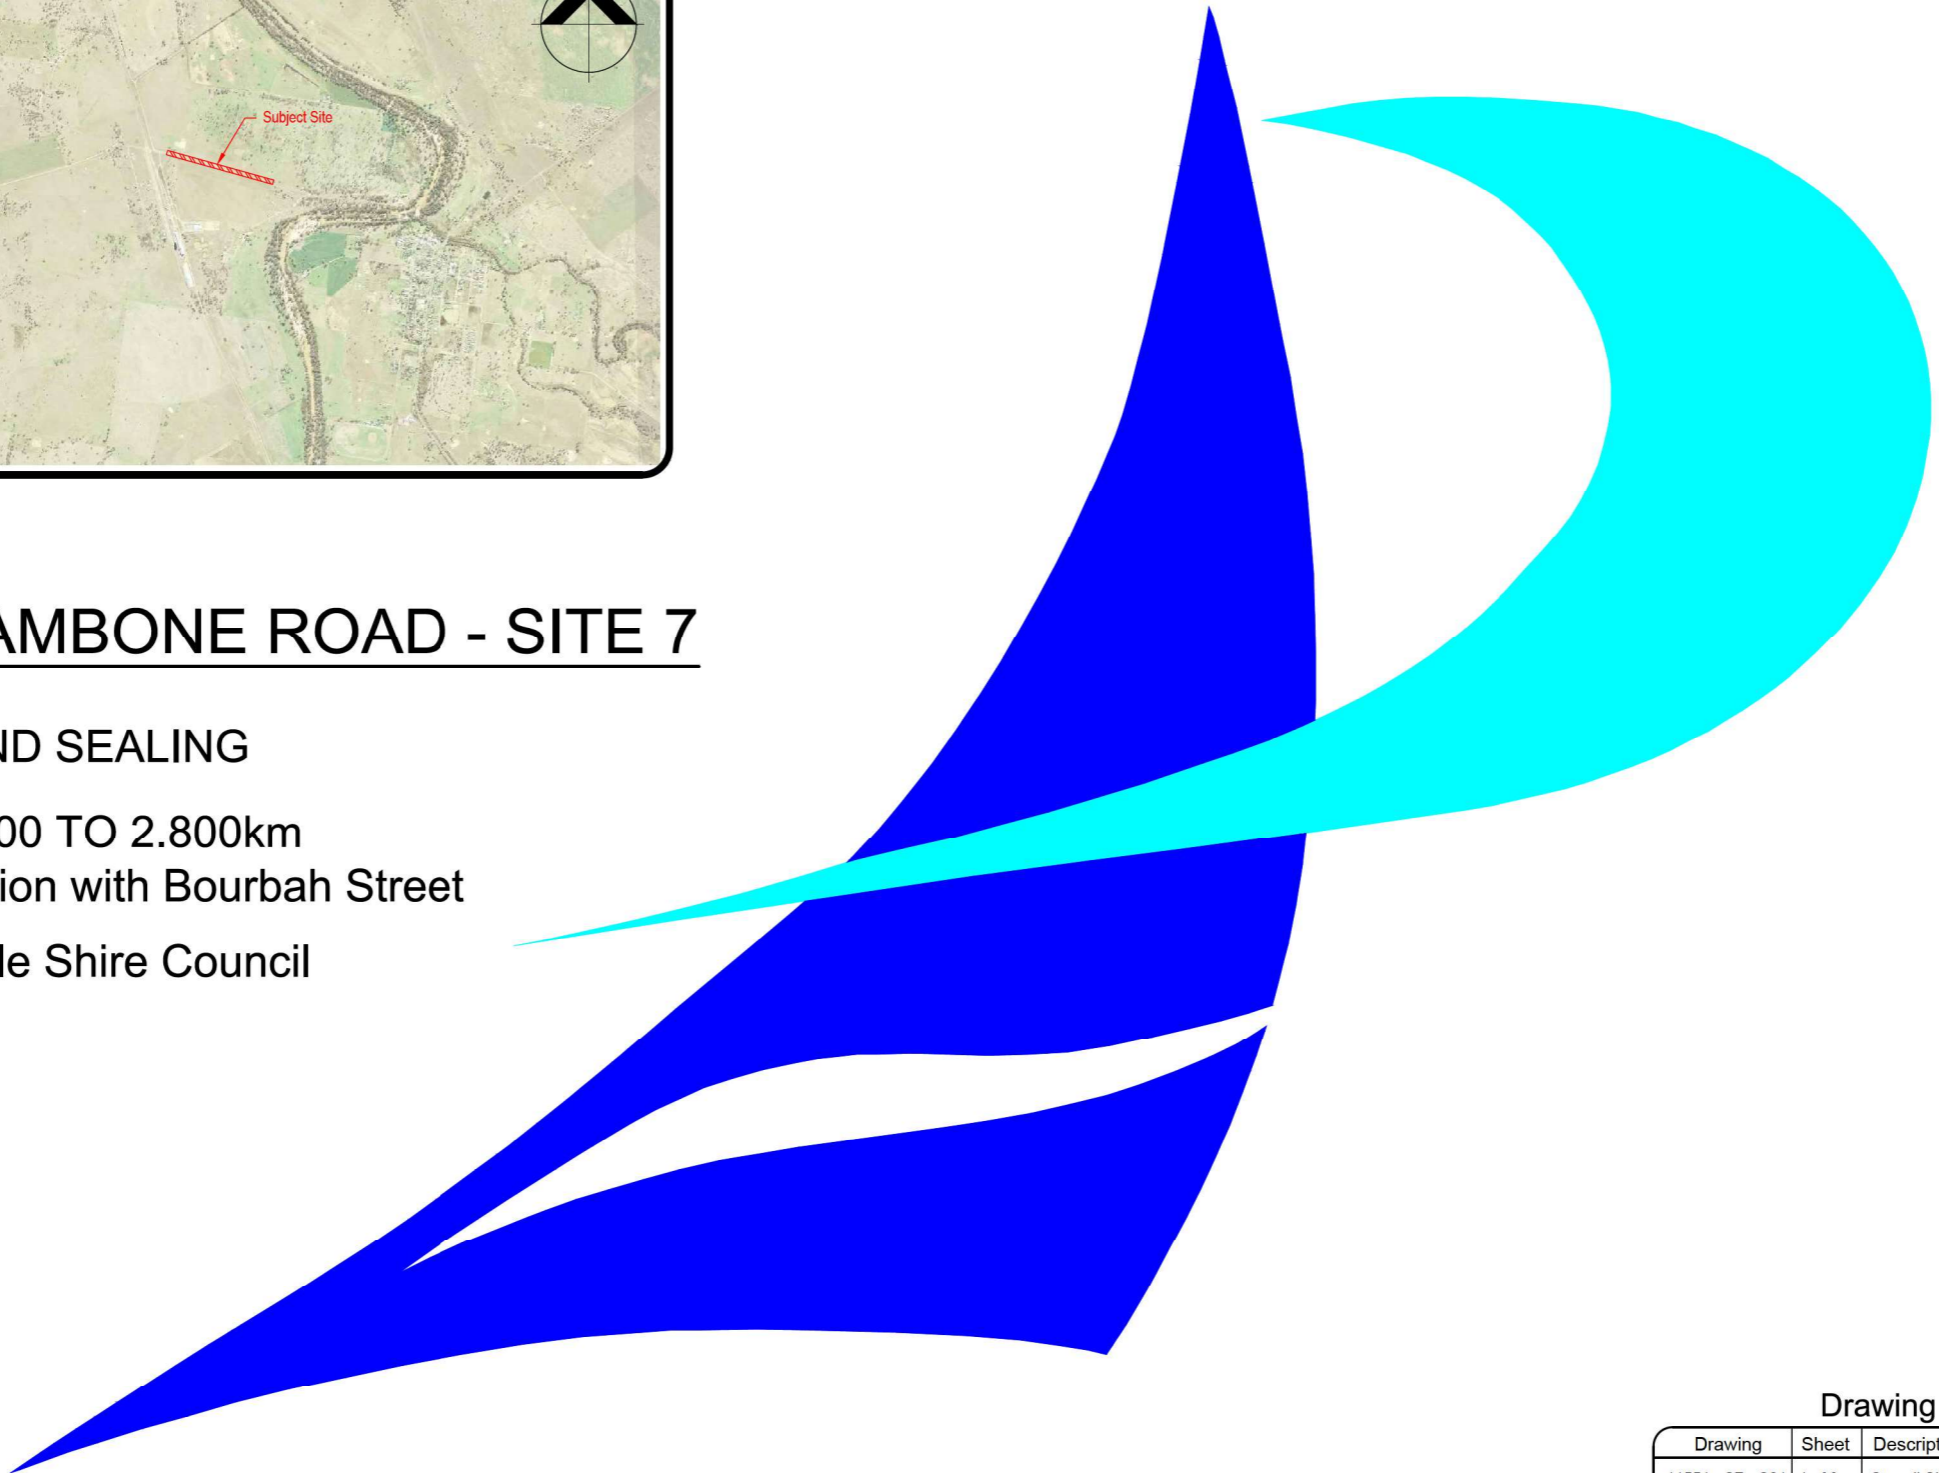 Subject Site
AMBONE ROAD - SITE 7
ND SEALING
00 TO 2.800km
ion with Bourbah Street
le Shire Council
Drawing
Drawing Sheet Descript